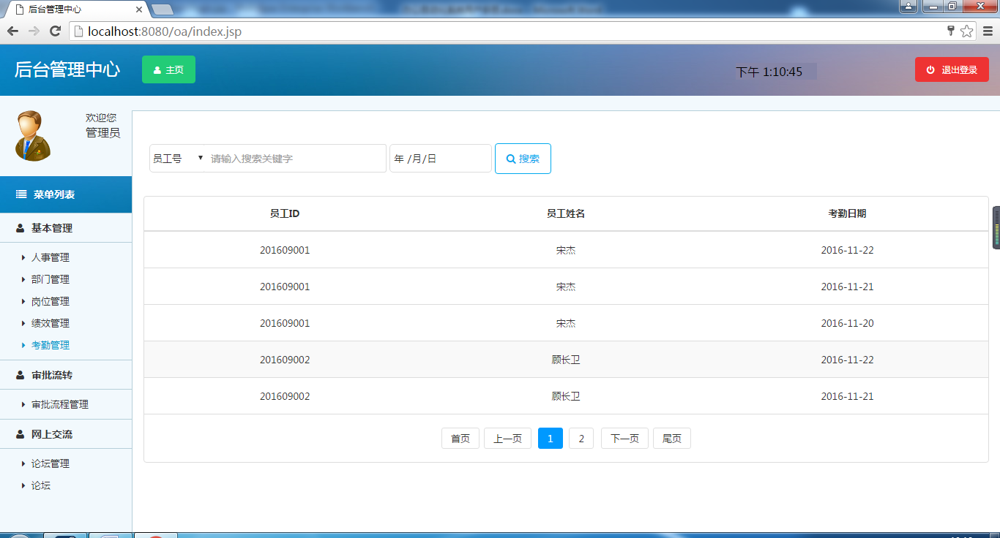 后台管理中心
localhost:8080/oa/index.jsp
后台管理中心 主页 下午 1:10:45 退出登录
欢迎您
管理员
员工号 请输入搜索关键字 年 /月/日 搜索
菜单列表
基本管理
人事管理
部门管理
岗位管理
绩效管理
考勤管理
审批流转
审批流程管理
网上交流
论坛管理
论坛
员工ID 员工姓名 考勤日期
201609001 宋杰 2016-11-22
201609001 宋杰 2016-11-21
201609001 宋杰 2016-11-20
201609002 顾长卫 2016-11-22
201609002 顾长卫 2016-11-21
首页 上一页 1 2 下一页 尾页